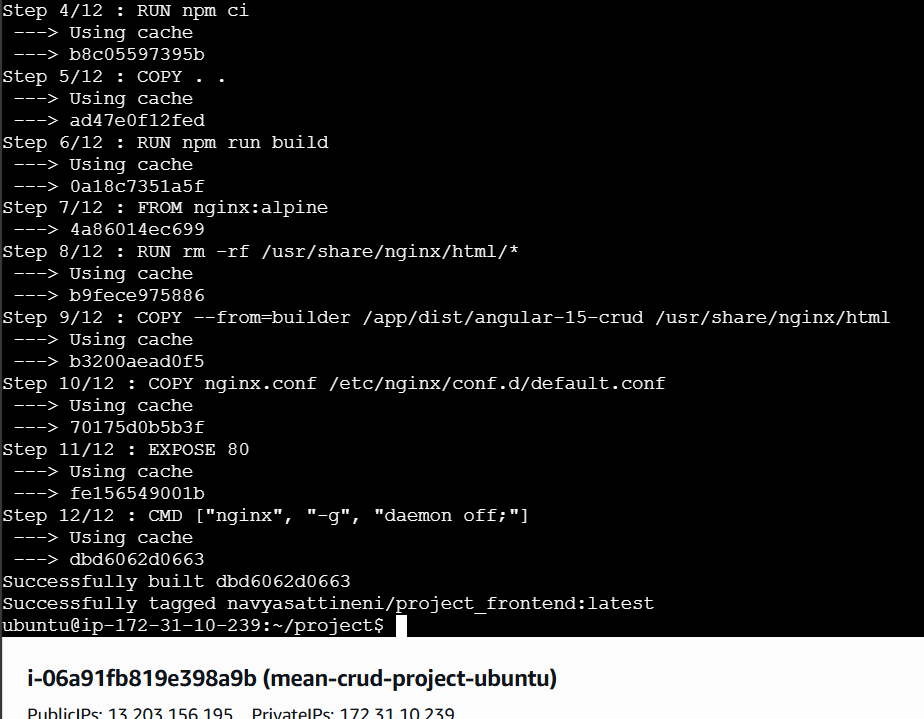 Step 4/12 : RUN npm ci
---> Using cache
---> b8c05597395b
Step 5/12 : COPY . .
---> Using cache
---> ad47e0f12fed
Step 6/12 : RUN npm run build
---> Using cache
---> 0a18c7351a5f
Step 7/12 : FROM nginx:alpine
---> 4a86014ec699
Step 8/12 : RUN rm -rf /usr/share/nginx/html/*
---> Using cache
---> b9fece975886
Step 9/12 : COPY --from=builder /app/dist/angular-15-crud /usr/share/nginx/html
---> Using cache
---> b3200aead0f5
Step 10/12 : COPY nginx.conf /etc/nginx/conf.d/default.conf
---> Using cache
---> 70175d0b5b3f
Step 11/12 : EXPOSE 80
---> Using cache
---> fe156549001b
Step 12/12 : CMD ["nginx", "-g", "daemon off;"]
---> Using cache
---> dbd6062d0663
Successfully built dbd6062d0663
Successfully tagged navyasattineni/project_frontend:latest
ubuntu@ip-172-31-10-239:~/project$
i-06a91fb819e398a9b (mean-crud-project-ubuntu)
PublicIPs: 13.203.156.195 PrivateIPs: 172.31.10.239